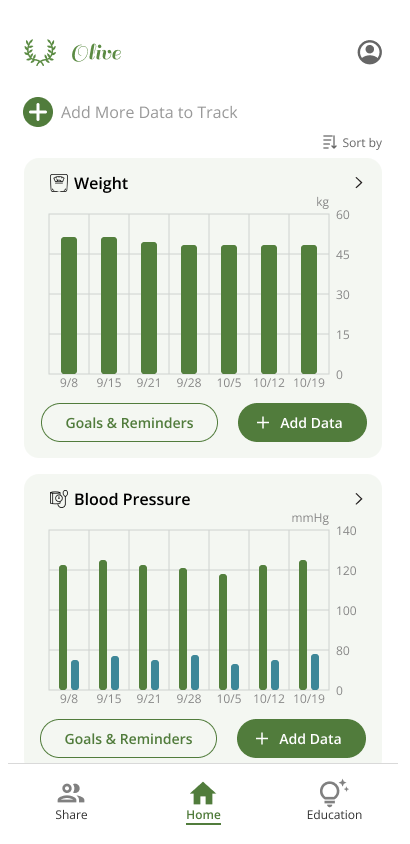 Olive
Add More Data to Track
Sort by
Weight
kg
60
45
30
15
0
9/8 9/15 9/21 9/28 10/5 10/12 10/19
Goals & Reminders + Add Data
Blood Pressure
mmHg
140
120
100
80
0
9/8 9/15 9/21 9/28 10/5 10/12 10/19
Goals & Reminders + Add Data
Share Home Education